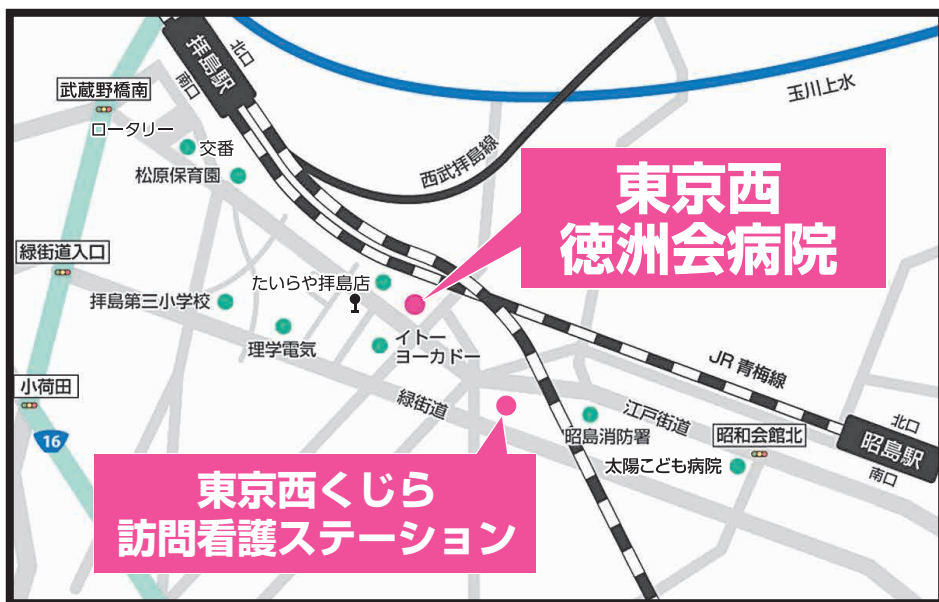 拝島駅
北口
南口
武蔵野橋南
ロータリー
交番
松原保育園
玉川上水
西武拝島線
東京西
徳洲会病院
緑街道入口
たいらや拝島店
拝島第三小学校
理学電気
イトー
ヨーカドー
JR 青梅線
小荷田
16
緑街道
江戸街道
昭島消防署
昭和会館北
太陽こども病院
北口
昭島駅
南口
東京西くじら
訪問看護ステーション